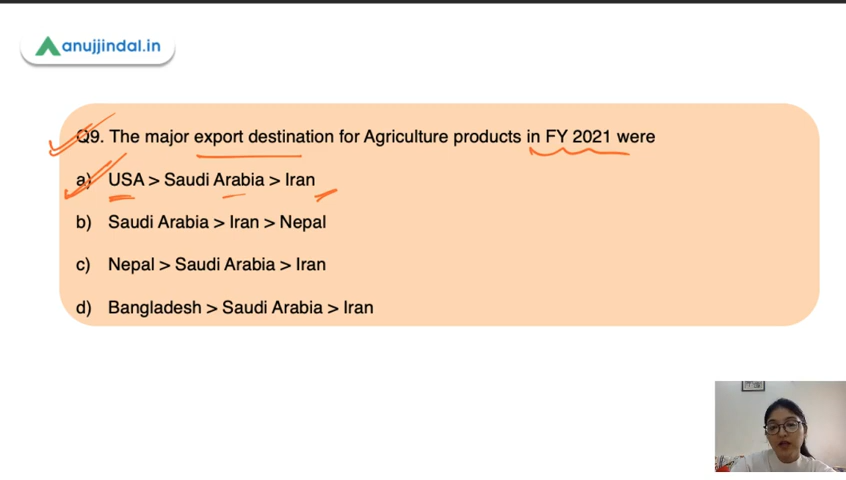 anujjindal.in
Q9. The major export destination for Agriculture products in FY 2021 were
a) USA > Saudi Arabia > Iran
b) Saudi Arabia > Iran > Nepal
c) Nepal > Saudi Arabia > Iran
d) Bangladesh > Saudi Arabia > Iran